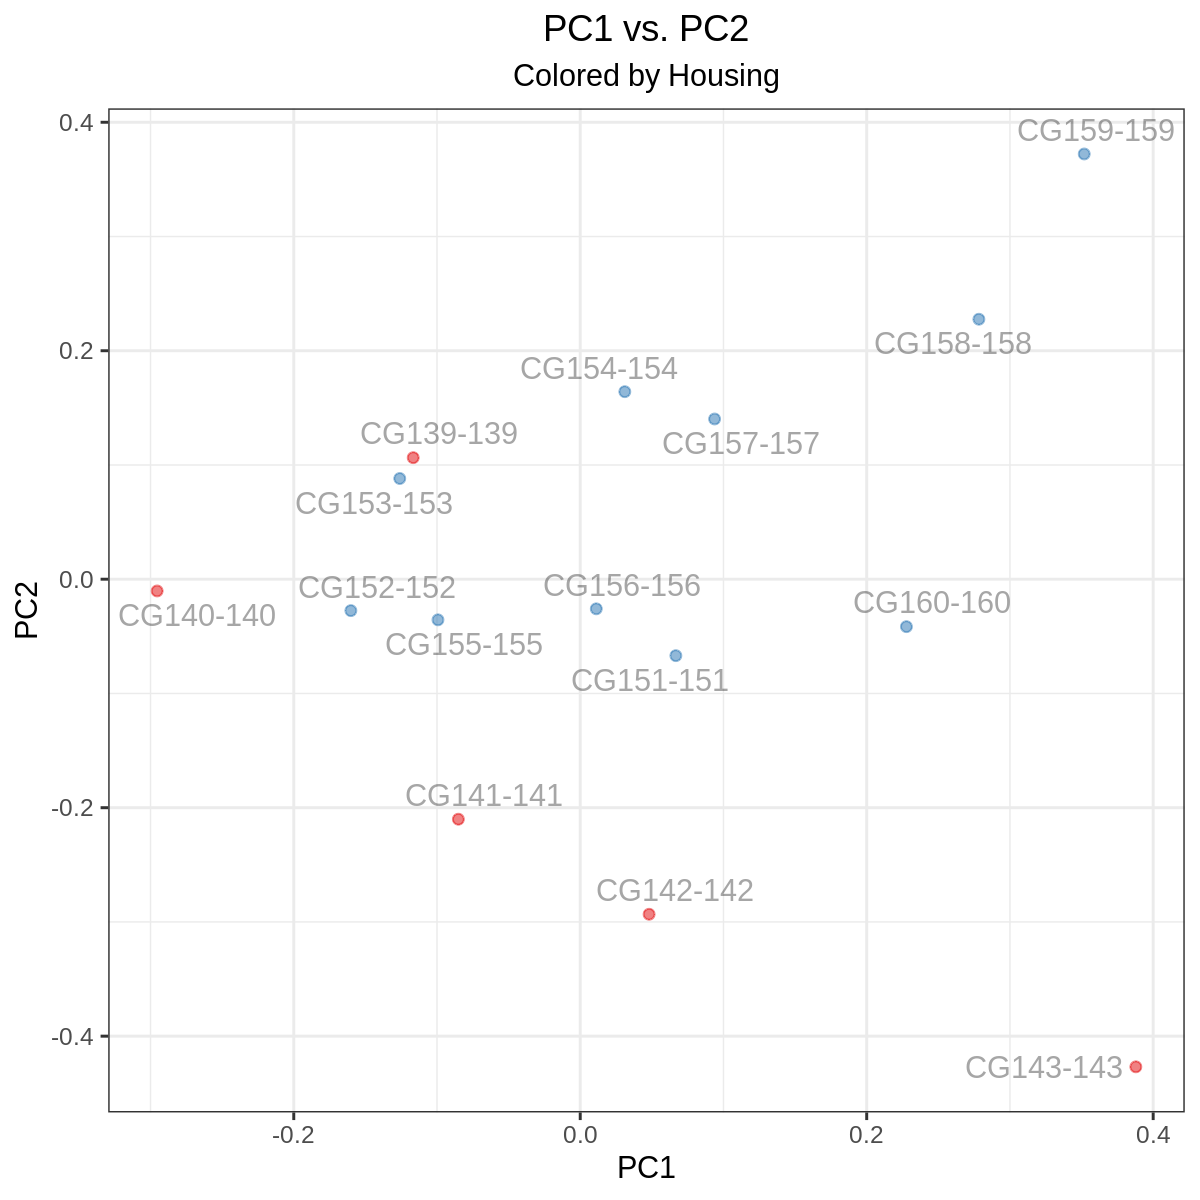 PC1 vs. PC2
Colored by Housing
0.4
CG159-159
CG158-158
0.2
CG154-154
CG157-157
CG139-139
CG153-153
0.0
CG152-152
CG156-156
CG160-160
CG140-140
CG155-155
CG151-151
PC2
CG141-141
-0.2
CG142-142
-0.4
CG143-143
-0.2
0.0
0.2
0.4
PC1